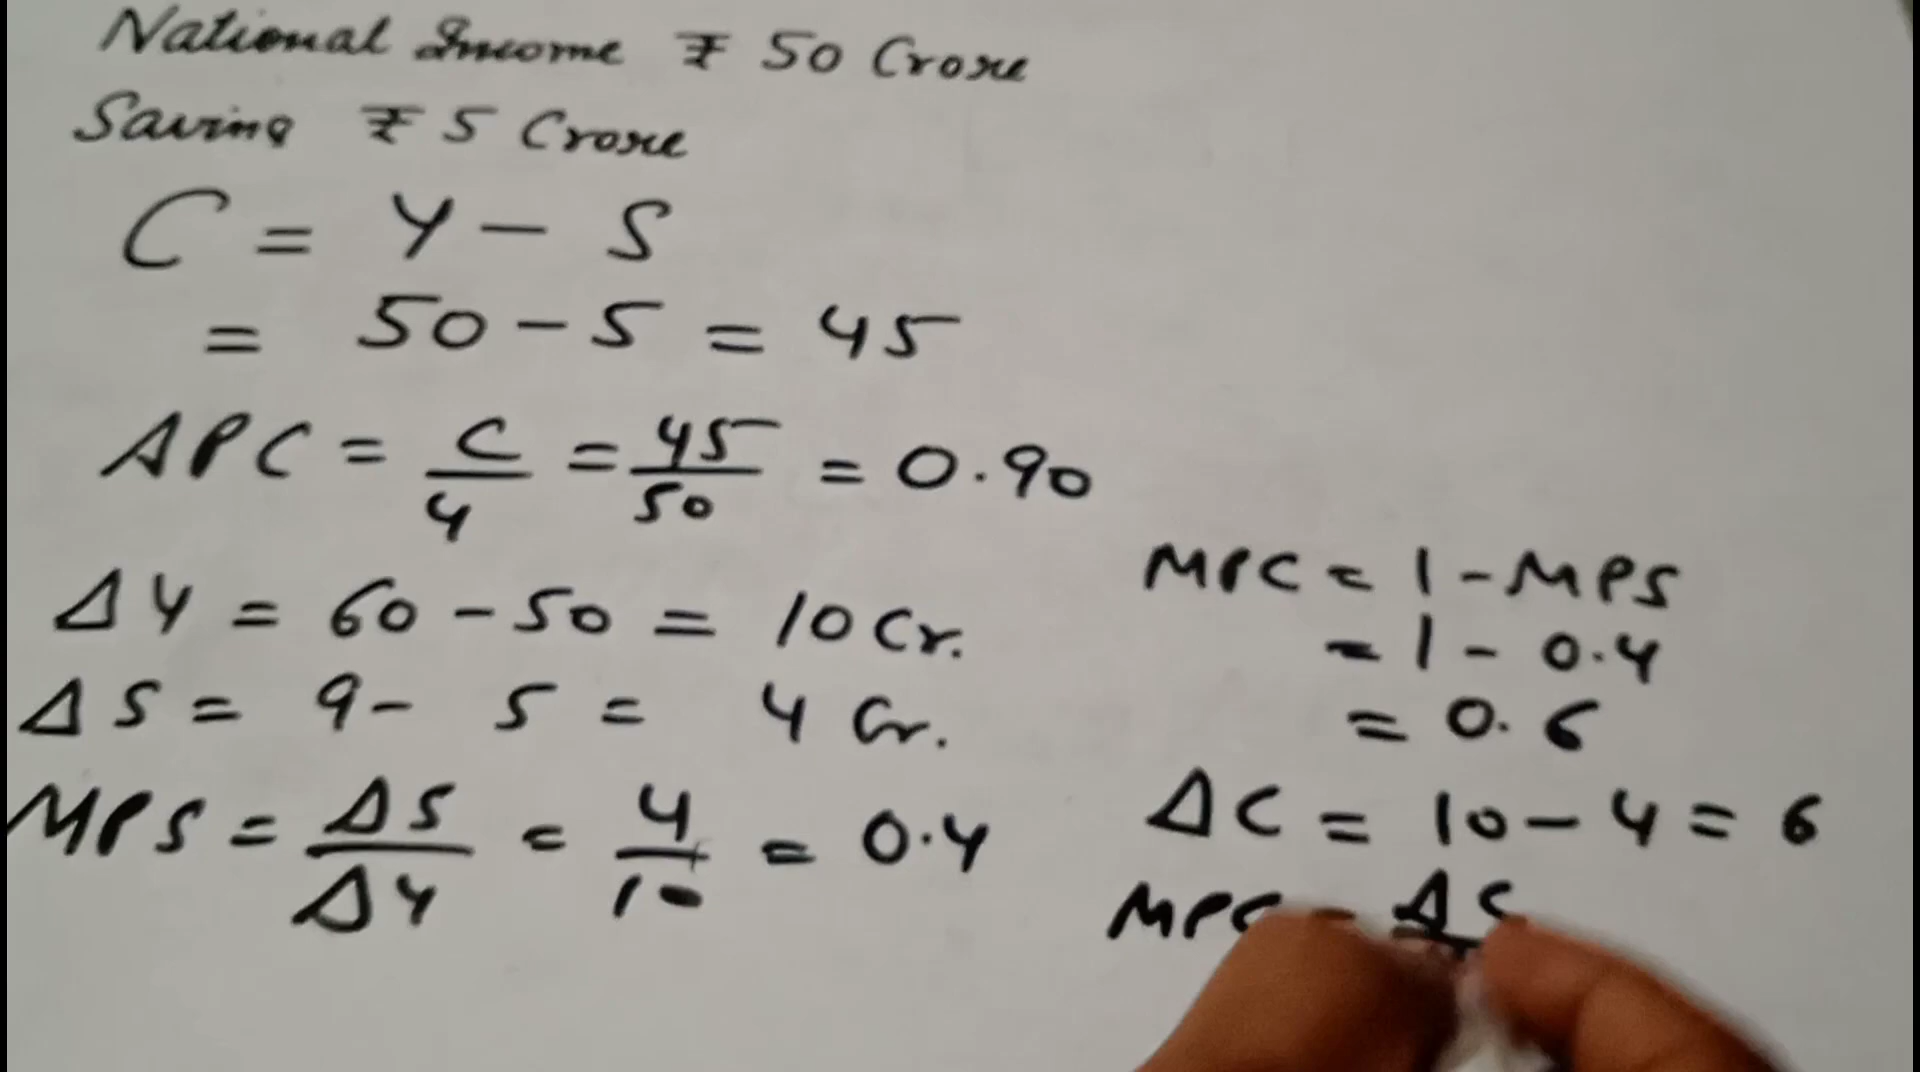 National Income ₹ 50 Crore
Saving ₹ 5 Crore
C = Y - S
= 50 - 5 = 45
APC = C/Y = 45/50 = 0.90
ΔY = 60 - 50 = 10 Cr.
ΔS = 9 - 5 = 4 Cr.
MPS = ΔS/ΔY = 4/10 = 0.4
MPC = 1 - MPS
= 1 - 0.4
= 0.6
ΔC = 10 - 4 = 6
MPC = ΔC